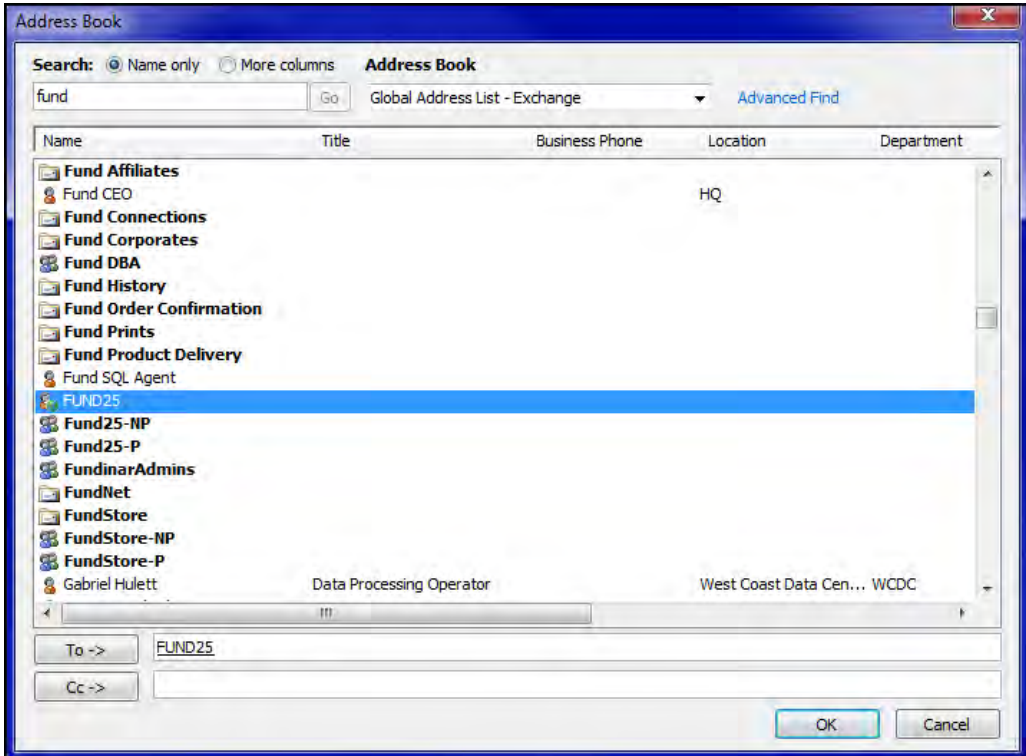 Address Book
Search: Name only More columns Address Book
fund Go Global Address List - Exchange Advanced Find
Name Title Business Phone Location Department
Fund Affiliates
Fund CEO HQ
Fund Connections
Fund Corporates
Fund DBA
Fund History
Fund Order Confirmation
Fund Prints
Fund Product Delivery
Fund SQL Agent
FUND25
Fund25-NP
Fund25-P
FundinarAdmins
FundNet
FundStore
FundStore-NP
FundStore-P
Gabriel Hulett Data Processing Operator West Coast Data Cen... WCDC
To -> FUND25
Cc ->
OK Cancel